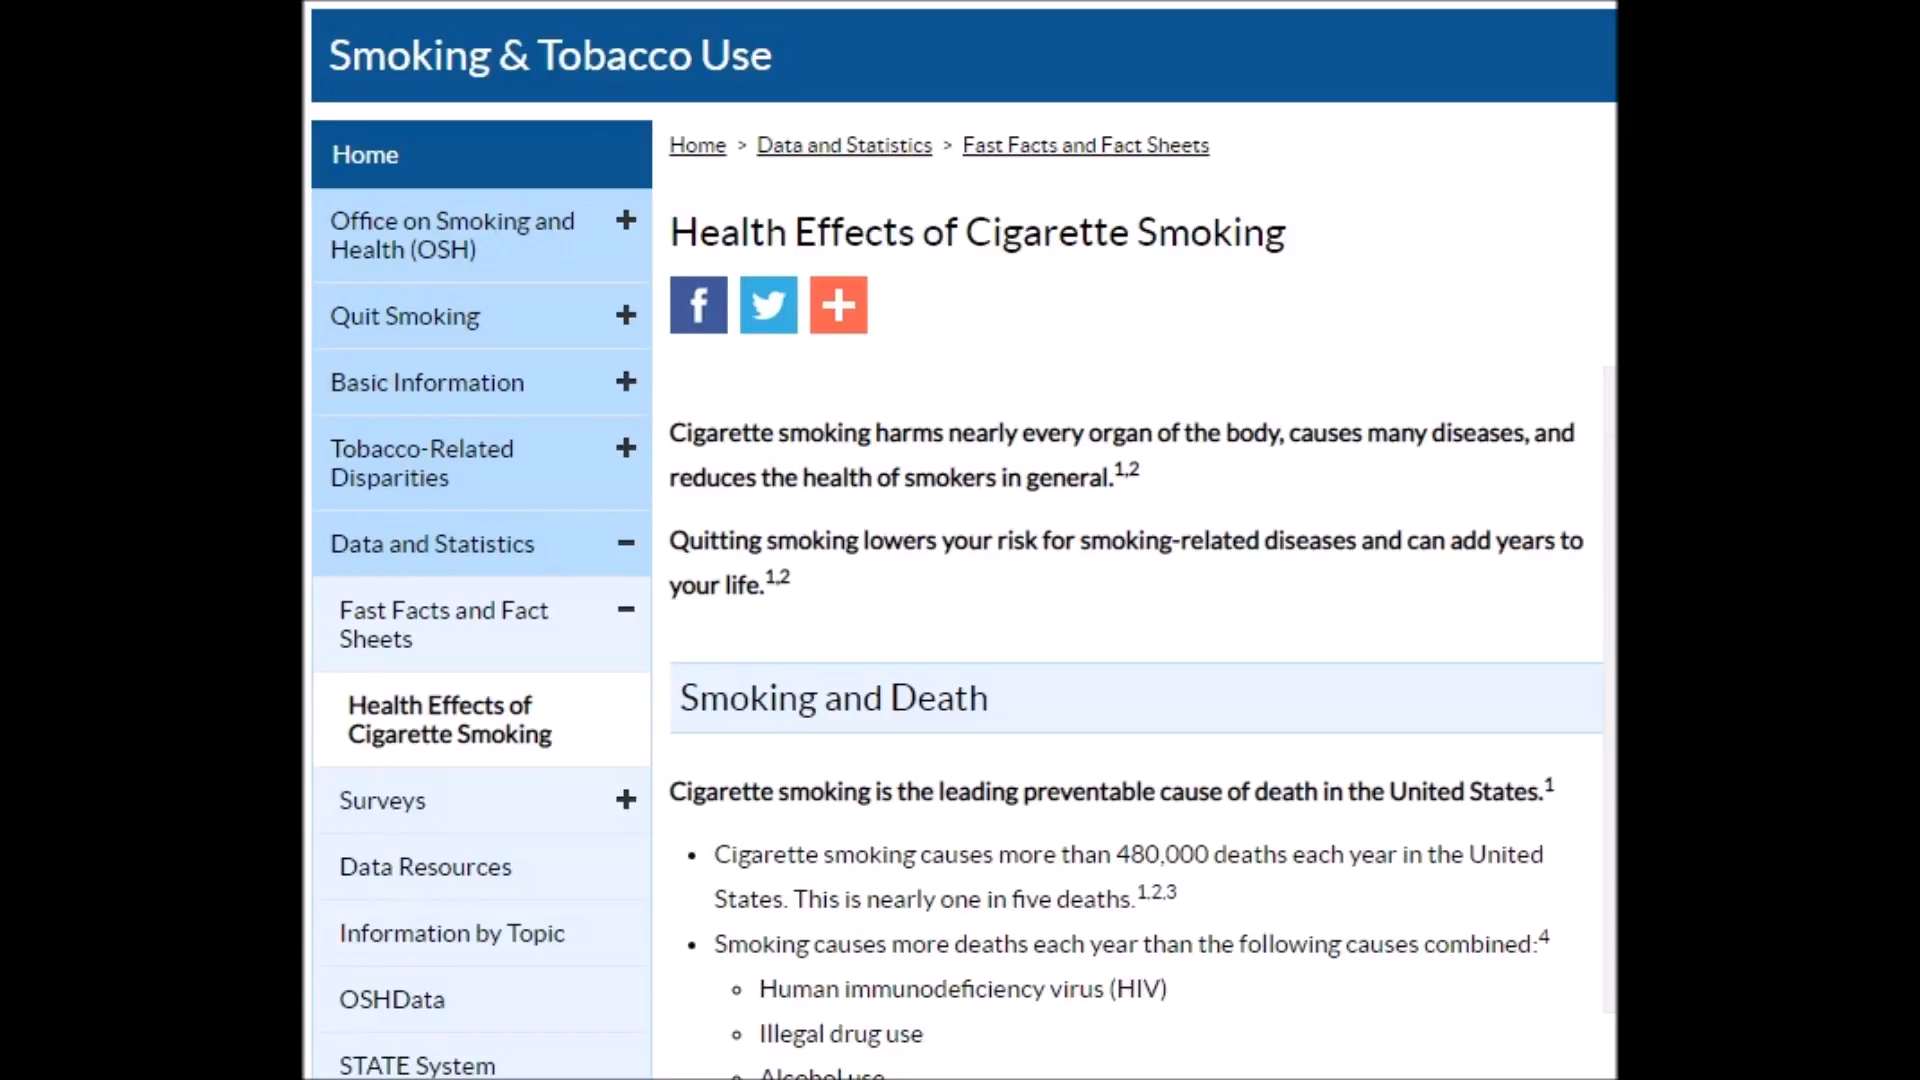 Smoking & Tobacco Use
Home
Office on Smoking and
Health (OSH)
Quit Smoking
Basic Information
Tobacco-Related
Disparities
Data and Statistics
Fast Facts and Fact
Sheets
Health Effects of
Cigarette Smoking
Surveys
Data Resources
Information by Topic
OSHData
STATE System
Home > Data and Statistics > Fast Facts and Fact Sheets
Health Effects of Cigarette Smoking
Cigarette smoking harms nearly every organ of the body, causes many diseases, and
reduces the health of smokers in general.1,2
Quitting smoking lowers your risk for smoking-related diseases and can add years to
your life.1,2
Smoking and Death
Cigarette smoking is the leading preventable cause of death in the United States.1
• Cigarette smoking causes more than 480,000 deaths each year in the United
States. This is nearly one in five deaths.1,2,3
• Smoking causes more deaths each year than the following causes combined:4
◦ Human immunodeficiency virus (HIV)
◦ Illegal drug use
◦ Alcohol use